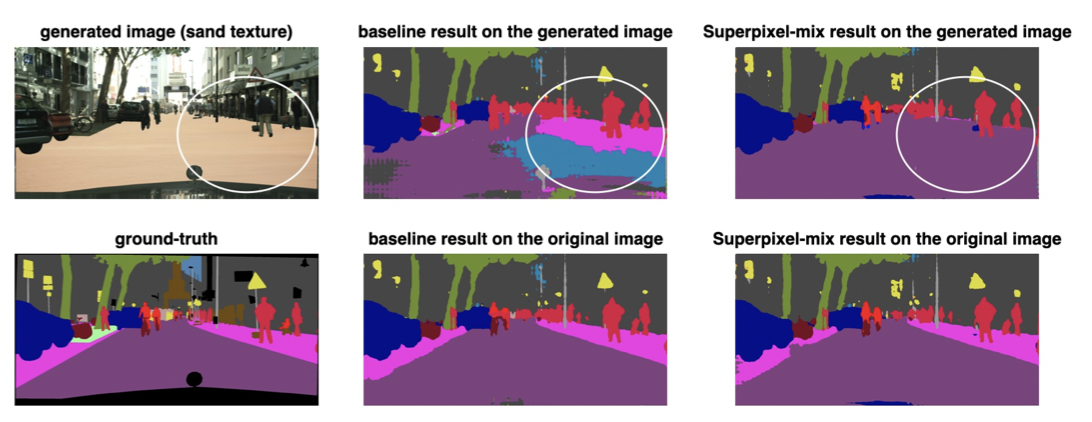 generated image (sand texture)
baseline result on the generated image
Superpixel-mix result on the generated image
ground-truth
baseline result on the original image
Superpixel-mix result on the original image